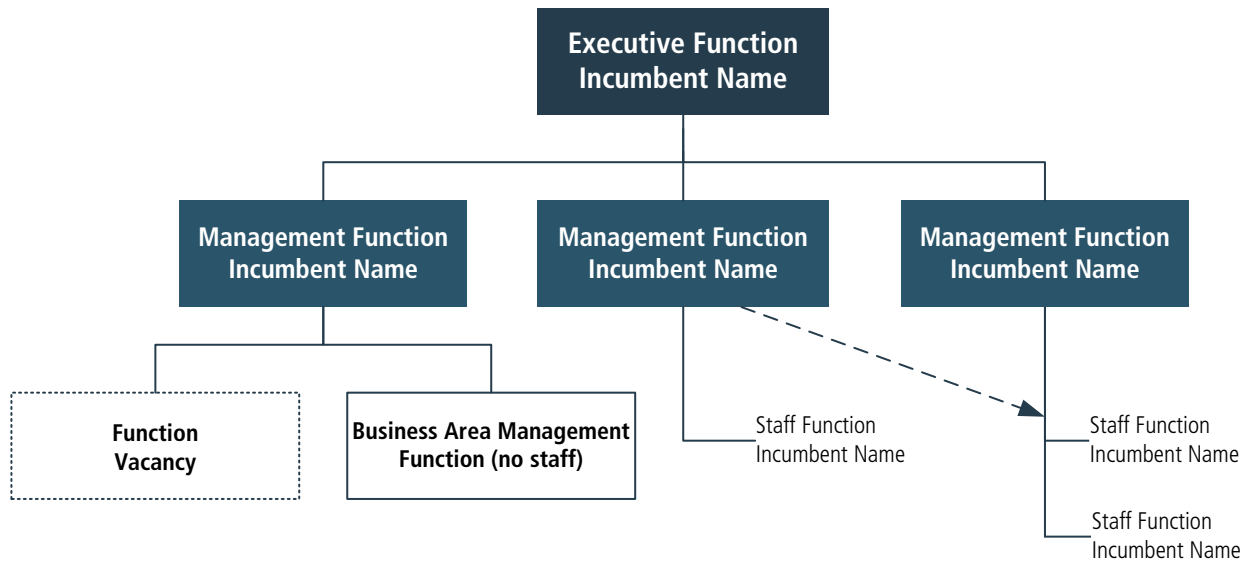 Executive Function
Incumbent Name
Management Function
Incumbent Name
Management Function
Incumbent Name
Management Function
Incumbent Name
Function
Vacancy
Business Area Management
Function (no staff)
Staff Function
Incumbent Name
Staff Function
Incumbent Name
Staff Function
Incumbent Name